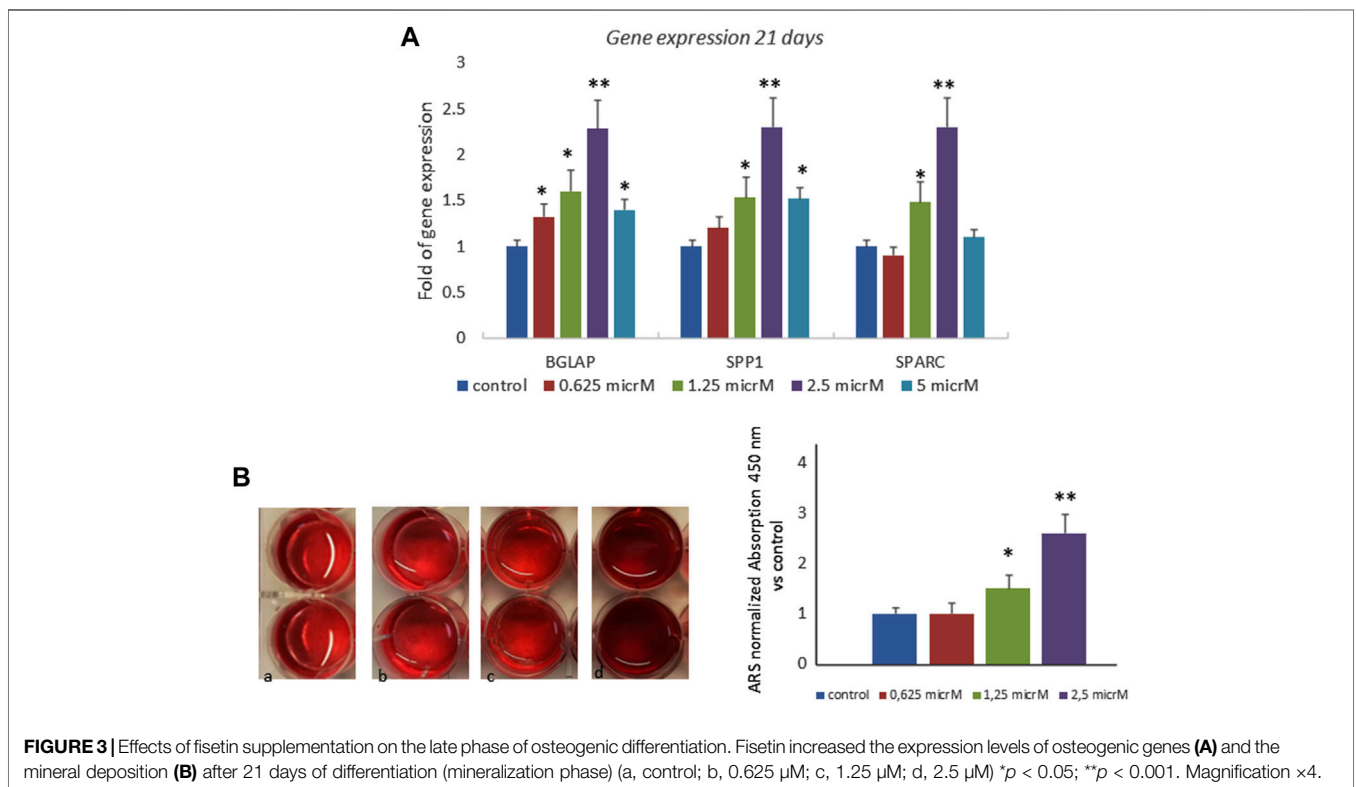 A
Gene expression 21 days
Fold of gene expression
3
2.5
2
1.5
1
0.5
0
* * ** *
* ** *
* **
BGLAP SPP1 SPARC
control 0.625 micrM 1.25 micrM 2.5 micrM 5 micrM
B
a b c d
ARS normalized Absorption 450 nm
vs control
4
3
2
1
0
* **
control 0,625 micrM 1,25 micrM 2,5 micrM
FIGURE 3 | Effects of fisetin supplementation on the late phase of osteogenic differentiation. Fisetin increased the expression levels of osteogenic genes (A) and the
mineral deposition (B) after 21 days of differentiation (mineralization phase) (a, control; b, 0.625 µM; c, 1.25 µM; d, 2.5 µM) *p < 0.05; **p < 0.001. Magnification ×4.